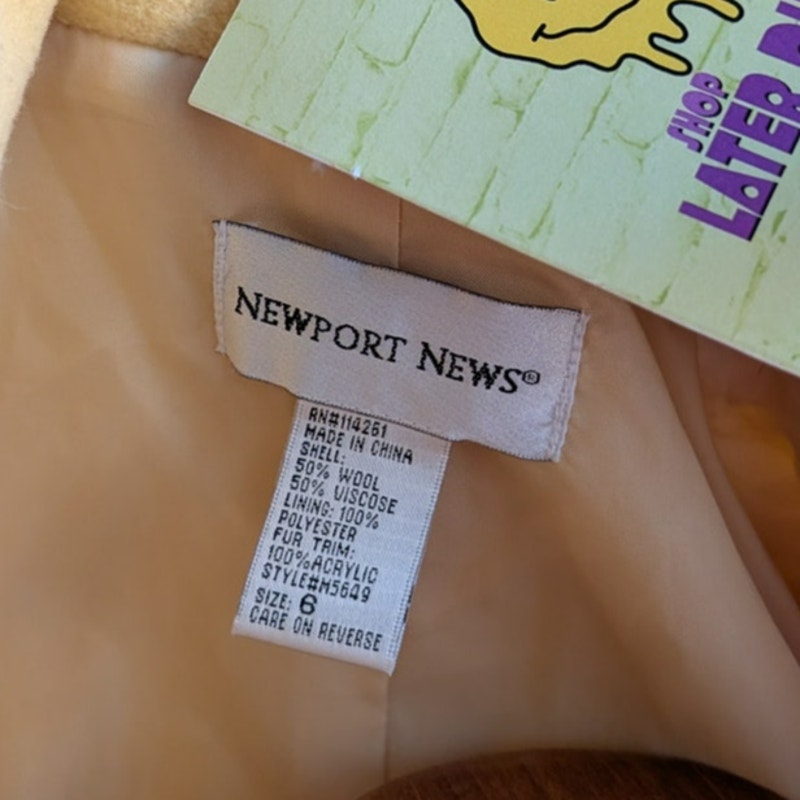 SHOP
LATER
NEWPORT NEWS®
RN#114261
MADE IN CHINA
SHELL:
50% WOOL
50% VISCOSE
LINING: 100%
POLYESTER
FUR TRIM:
100%ACRYLIC
STYLE#M5649
SIZE: 6
CARE ON REVERSE